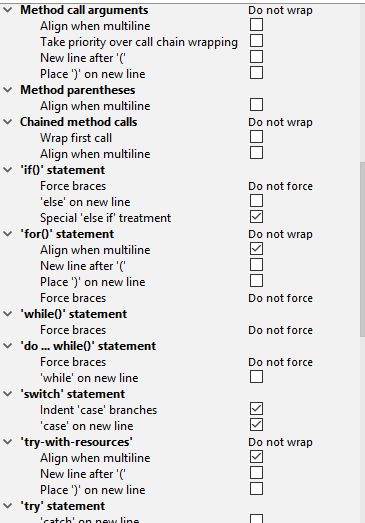 Method call arguments Do not wrap
Align when multiline
Take priority over call chain wrapping
New line after '('
Place ')' on new line
Method parentheses
Align when multiline
Chained method calls Do not wrap
Wrap first call
Align when multiline
'if()' statement
Force braces Do not force
'else' on new line
Special 'else if' treatment
'for()' statement Do not wrap
Align when multiline
New line after '('
Place ')' on new line
Force braces Do not force
'while()' statement
Force braces Do not force
'do ... while()' statement
Force braces Do not force
'while' on new line
'switch' statement
Indent 'case' branches
'case' on new line
'try-with-resources' Do not wrap
Align when multiline
New line after '('
Place ')' on new line
'try' statement
'catch' on new line